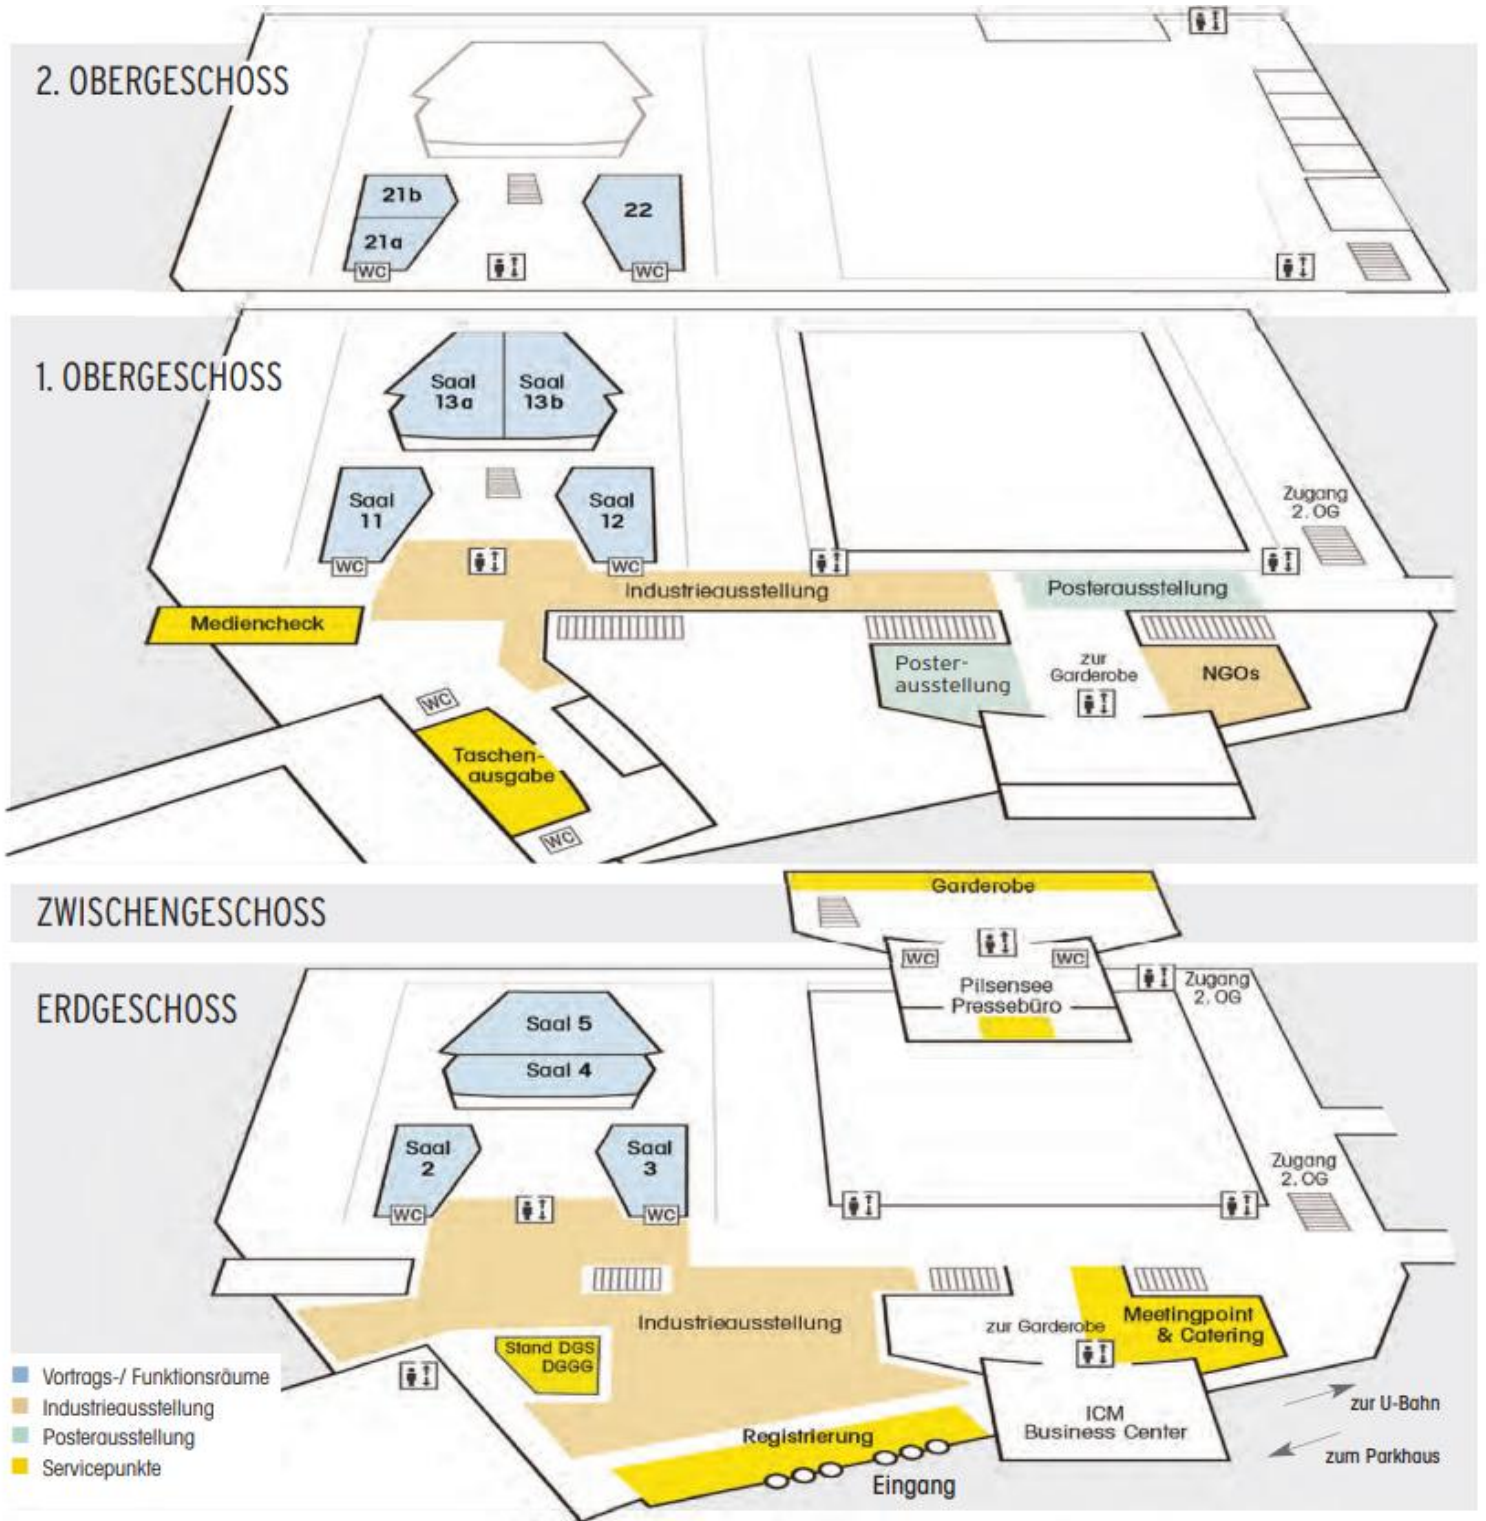 2. OBERGESCHOSS
21b
22
21a
WC
WC
1. OBERGESCHOSS
Saal
13a
Saal
13b
Saal
11
Saal
12
Zugang
2. OG
WC
WC
Industrieausstellung
Posterausstellung
Mediencheck
Poster-
ausstellung
zur
Garderobe
NGOs
WC
Taschen-
ausgabe
WC
ZWISCHENGESCHOSS
Garderobe
WC
WC
Pilsensee
Pressebüro
ERDGESCHOSS
Zugang
2. OG
Saal 5
Saal 4
Saal
2
Saal
3
Zugang
2. OG
WC
WC
Industrieausstellung
zur Garderobe
Meetingpoint
& Catering
Stand DGS
DGGG
Vortrags-/ Funktionsräume
Industrieausstellung
Posterausstellung
Servicepunkte
ICM
Business Center
zur U-Bahn
zum Parkhaus
Registrierung
Eingang